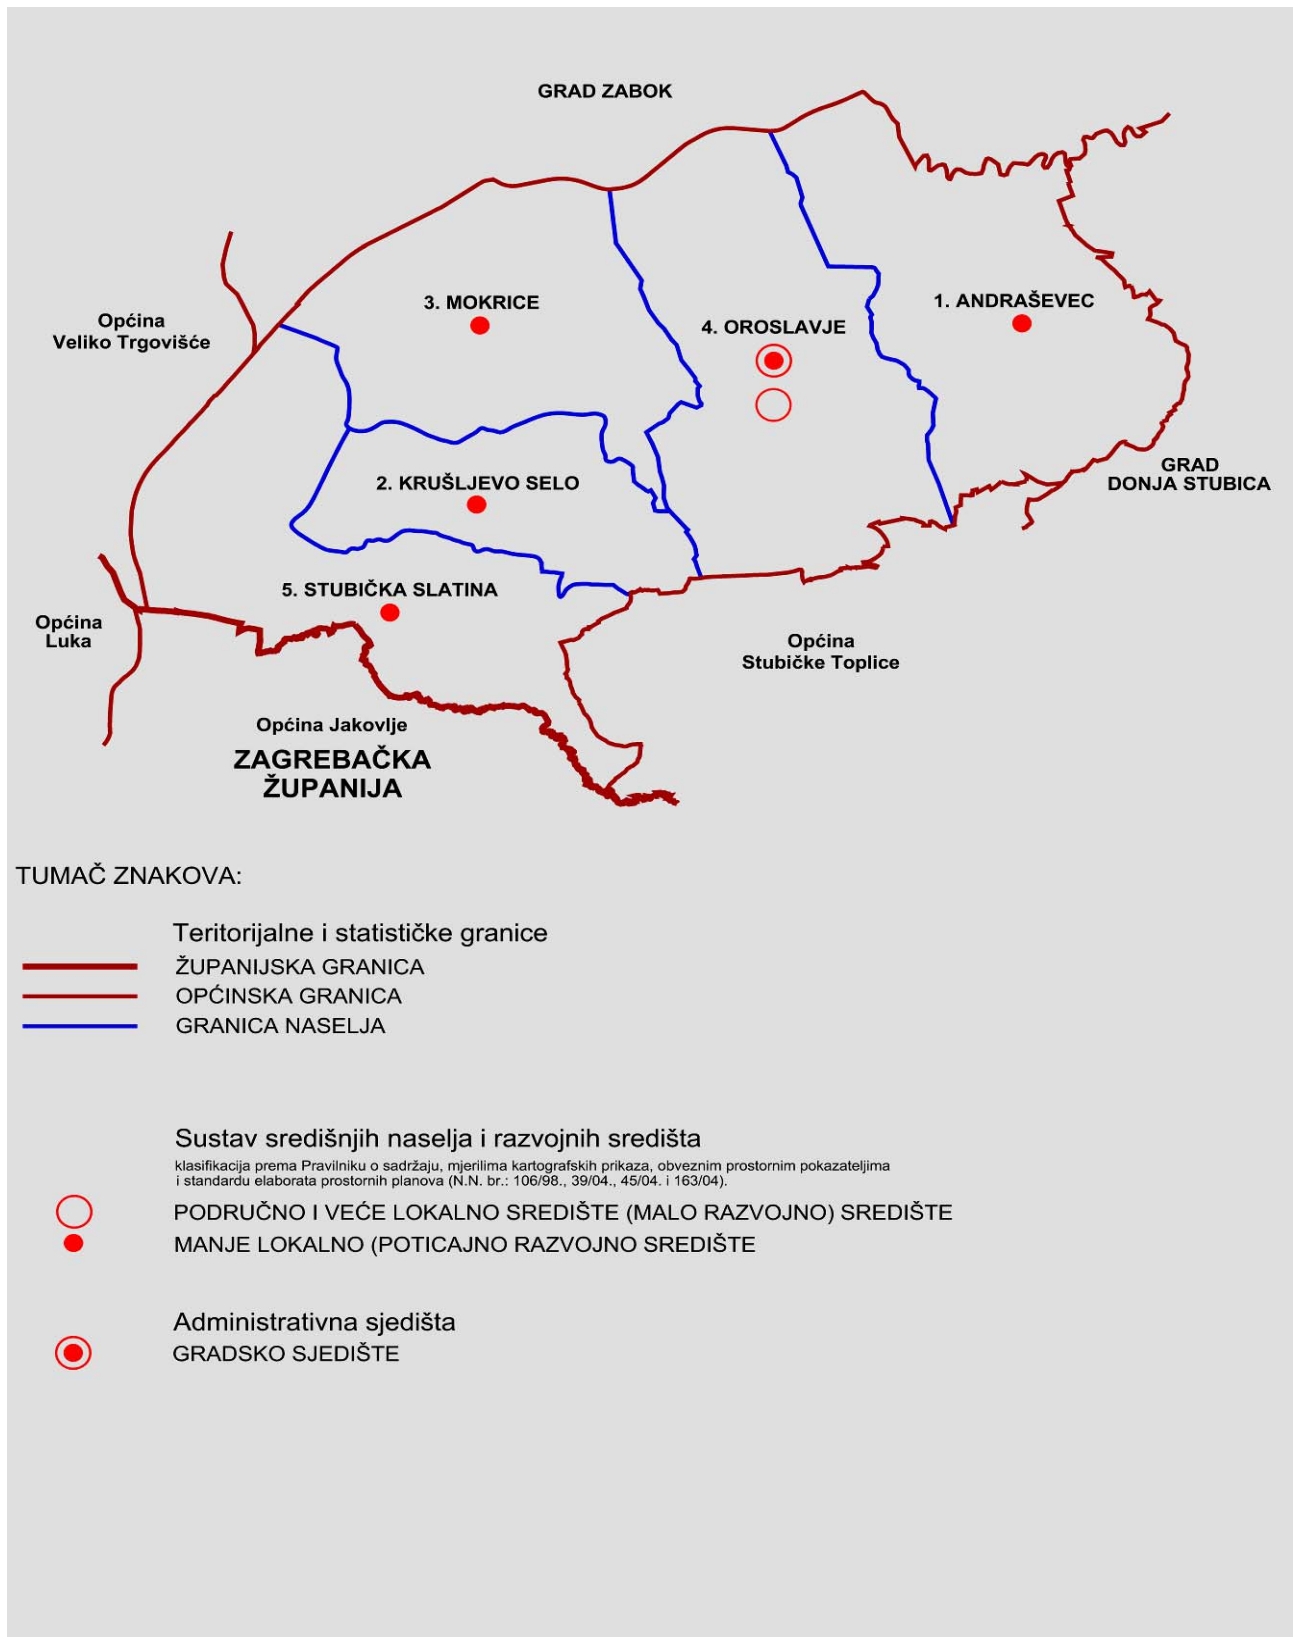 GRAD ZABOK
3. MOKRICE
1. ANDRAŠEVEC
Općina
Veliko Trgovišće
4. OROSLAVJE
GRAD
DONJA STUBICA
2. KRUŠLJEVO SELO
5. STUBIČKA SLATINA
Općina
Luka
Općina
Stubičke Toplice
Općina Jakovlje
ZAGREBAČKA
ŽUPANIJA
TUMAČ ZNAKOVA:
Teritorijalne i statističke granice
ŽUPANIJSKA GRANICA
OPĆINSKA GRANICA
GRANICA NASELJA
Sustav središnjih naselja i razvojnih središta
klasifikacija prema Pravilniku o sadržaju, mjerilima kartografskih prikaza, obveznim prostornim pokazateljima
i standardu elaborata prostornih planova (N.N. br.: 106/98., 39/04., 45/04. i 163/04).
PODRUČNO I VEĆE LOKALNO SREDIŠTE (MALO RAZVOJNO) SREDIŠTE
MANJE LOKALNO (POTICAJNO RAZVOJNO SREDIŠTE
Administrativna sjedišta
GRADSKO SJEDIŠTE